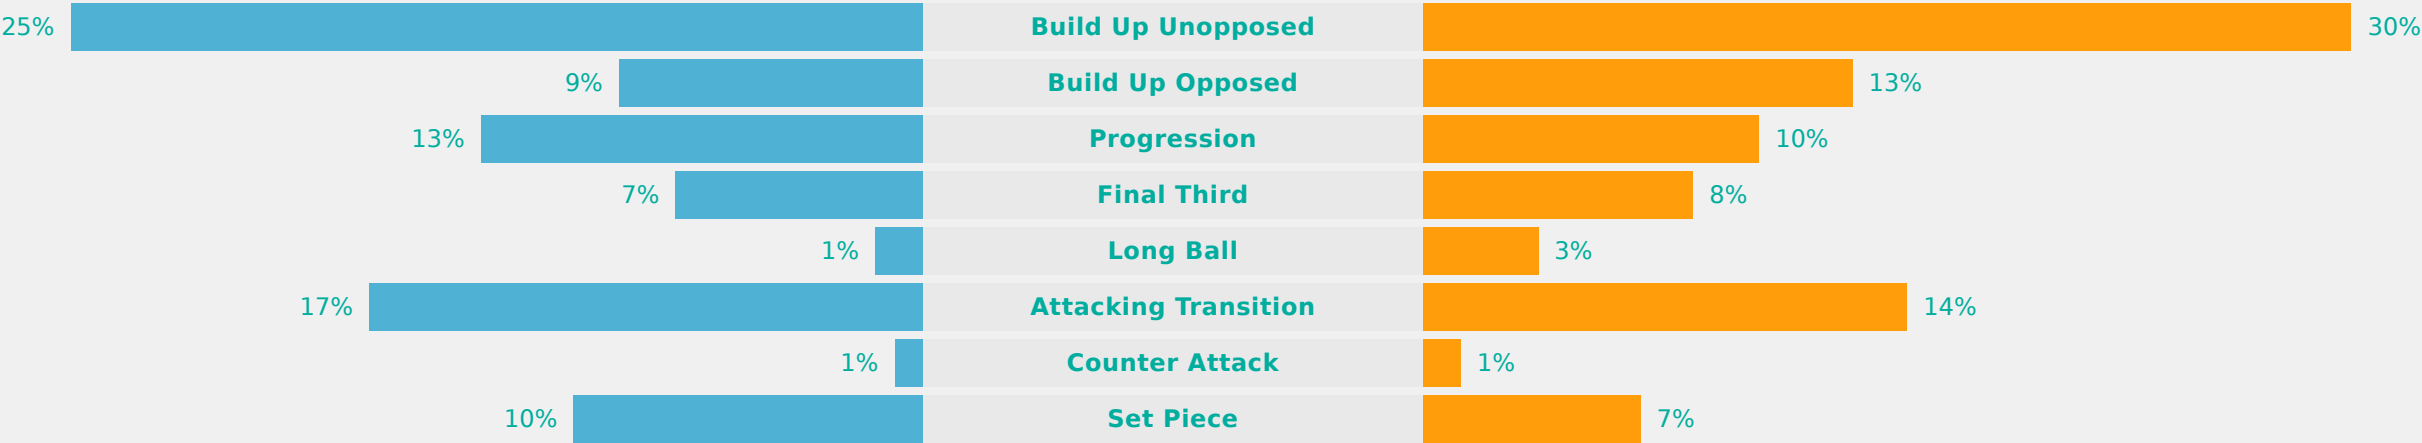 25% Build Up Unopposed 30%
9% Build Up Opposed 13%
13% Progression 10%
7% Final Third 8%
1% Long Ball 3%
17% Attacking Transition 14%
1% Counter Attack 1%
10% Set Piece 7%